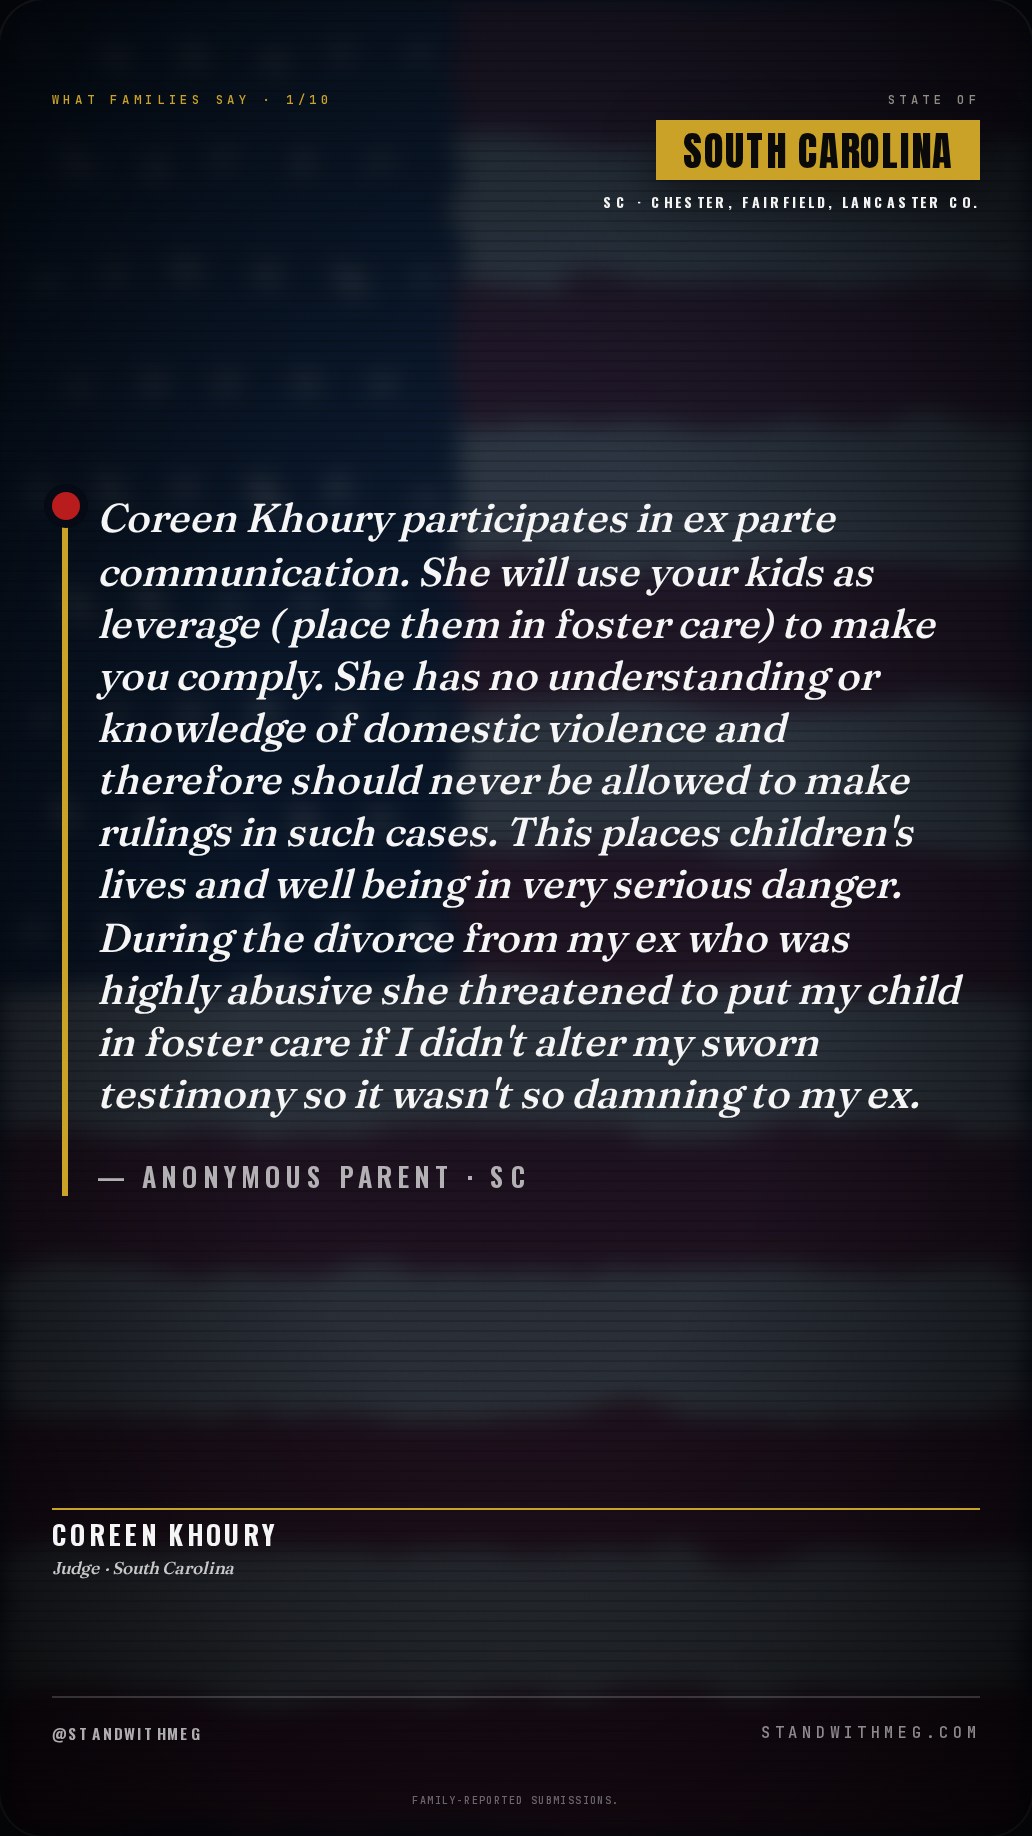 WHAT FAMILIES SAY · 1/10
STATE OF
SOUTH CAROLINA
SC · CHESTER, FAIRFIELD, LANCASTER CO.
Coreen Khoury participates in ex parte
communication. She will use your kids as
leverage ( place them in foster care) to make
you comply. She has no understanding or
knowledge of domestic violence and
therefore should never be allowed to make
rulings in such cases. This places children's
lives and well being in very serious danger.
During the divorce from my ex who was
highly abusive she threatened to put my child
in foster care if I didn't alter my sworn
testimony so it wasn't so damning to my ex.
— ANONYMOUS PARENT · SC
COREEN KHOURY
Judge · South Carolina
@STANDWITHMEG
STANDWITHMEG.COM
FAMILY-REPORTED SUBMISSIONS.